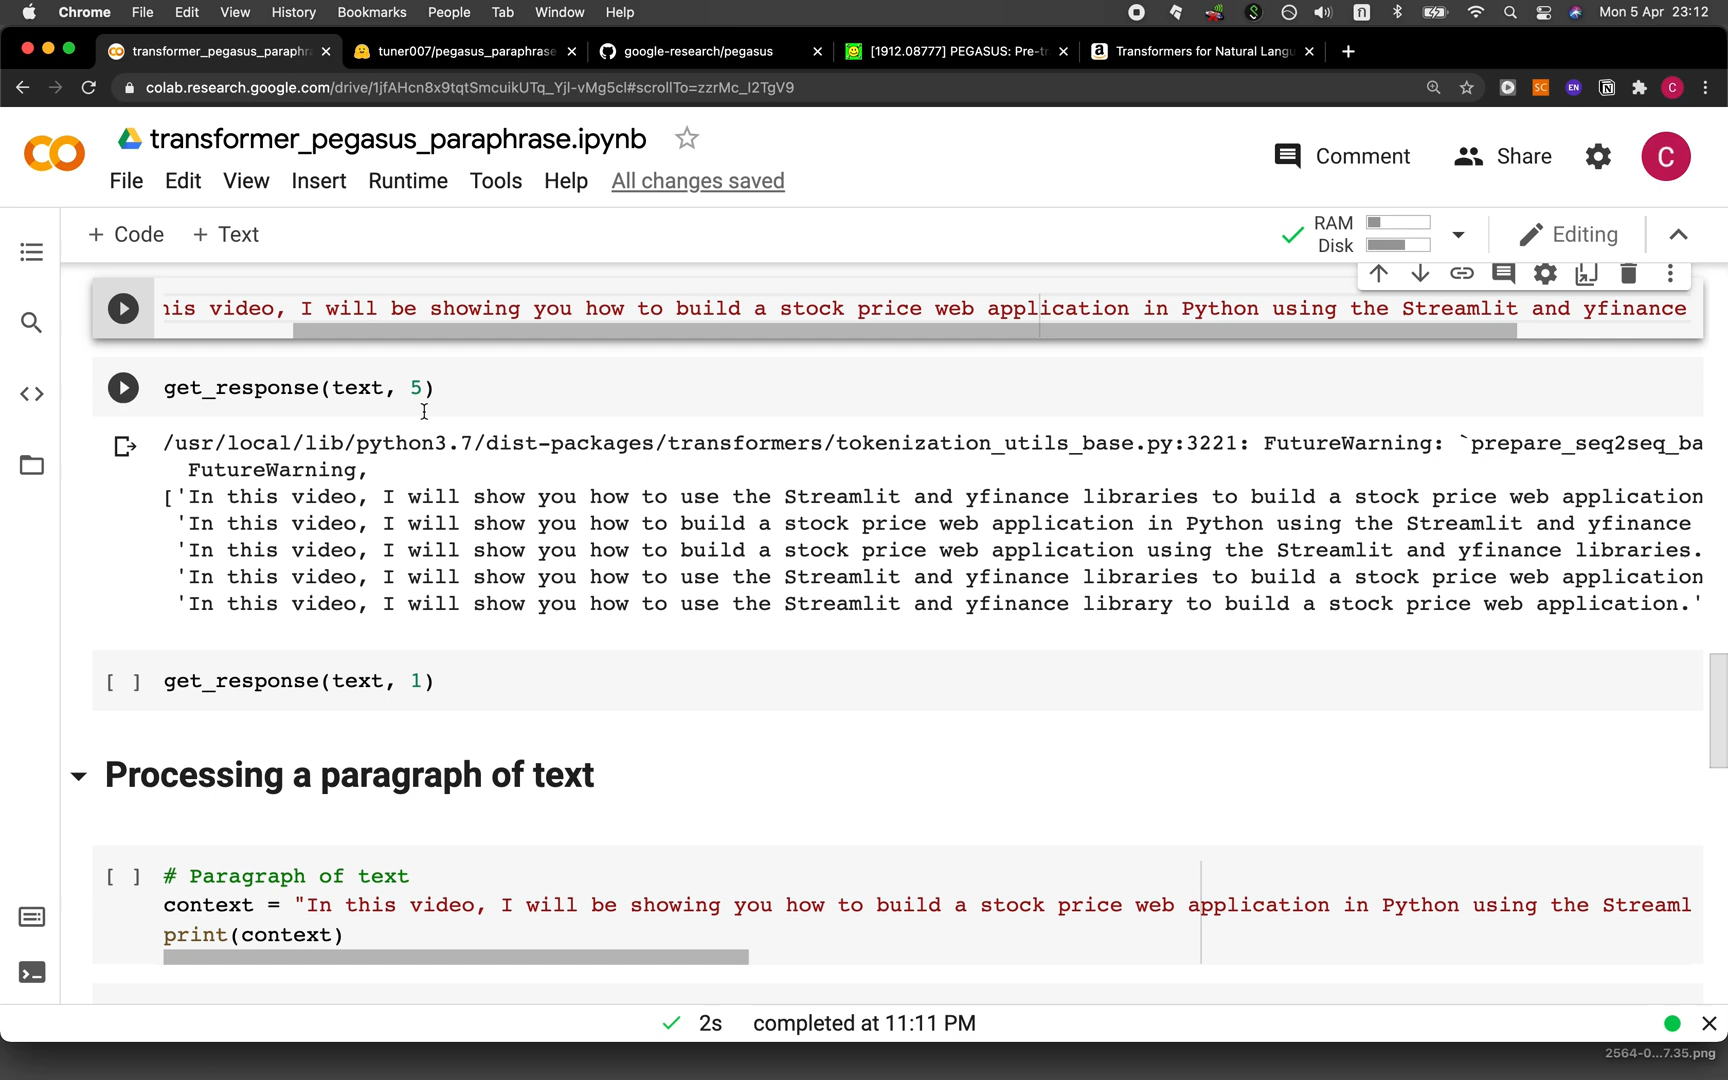 Chrome File Edit View History Bookmarks People Tab Window Help Mon 5 Apr 23:12
transformer_pegasus_paraphra tuner007/pegasus_paraphrase google-research/pegasus [1912.08777] PEGASUS: Pre-tr Transformers for Natural Langu
colab.research.google.com/drive/1jfAHcn8x9tqtSmcuikUTq_Yjl-vMg5cl#scrollTo=zzrMc_I2TgV9 SC EN C
transformer_pegasus_paraphrase.ipynb
Comment Share C
File Edit View Insert Runtime Tools Help All changes saved
+ Code + Text RAM Disk Editing
his video, I will be showing you how to build a stock price web application in Python using the Streamlit and yfinance
get_response(text, 5)
/usr/local/lib/python3.7/dist-packages/transformers/tokenization_utils_base.py:3221: FutureWarning: `prepare_seq2seq_ba
FutureWarning,
['In this video, I will show you how to use the Streamlit and yfinance libraries to build a stock price web application
'In this video, I will show you how to build a stock price web application in Python using the Streamlit and yfinance
'In this video, I will show you how to build a stock price web application using the Streamlit and yfinance libraries.
'In this video, I will show you how to use the Streamlit and yfinance libraries to build a stock price web application
'In this video, I will show you how to use the Streamlit and yfinance library to build a stock price web application.'
[ ] get_response(text, 1)
Processing a paragraph of text
[ ] # Paragraph of text
context = "In this video, I will be showing you how to build a stock price web application in Python using the Streaml
print(context)
2s completed at 11:11 PM
2564-0...7.35.png